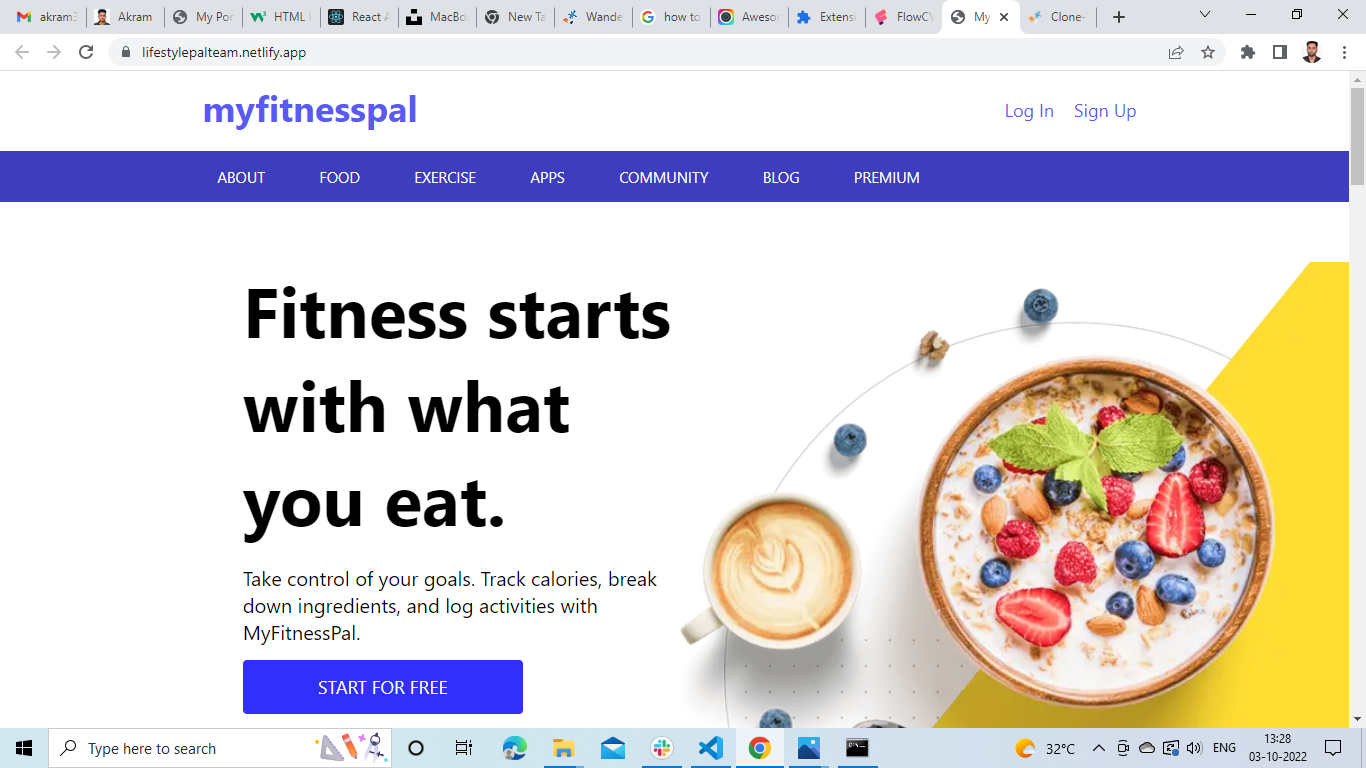 akram3
Akram
My Por
HTML
React A
MacBo
New Ta
Wande
how to
Awesor
Extensi
FlowCV
My
Clone-
lifestylepalteam.netlify.app
myfitnesspal
Log In
Sign Up
ABOUT
FOOD
EXERCISE
APPS
COMMUNITY
BLOG
PREMIUM
Fitness starts
with what
you eat.
Take control of your goals. Track calories, break
down ingredients, and log activities with
MyFitnessPal.
START FOR FREE
Type here to search
32°C
ENG
13:28
03-10-2022